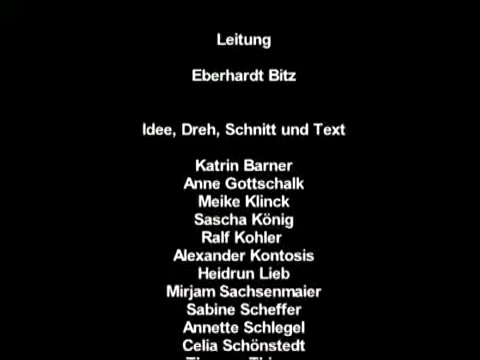 Leitung
Eberhardt Bitz
Idee, Dreh, Schnitt und Text
Katrin Barner
Anne Gottschalk
Meike Klinck
Sascha König
Ralf Kohler
Alexander Kontosis
Heidrun Lieb
Mirjam Sachsenmaier
Sabine Scheffer
Annette Schlegel
Celia Schönstedt